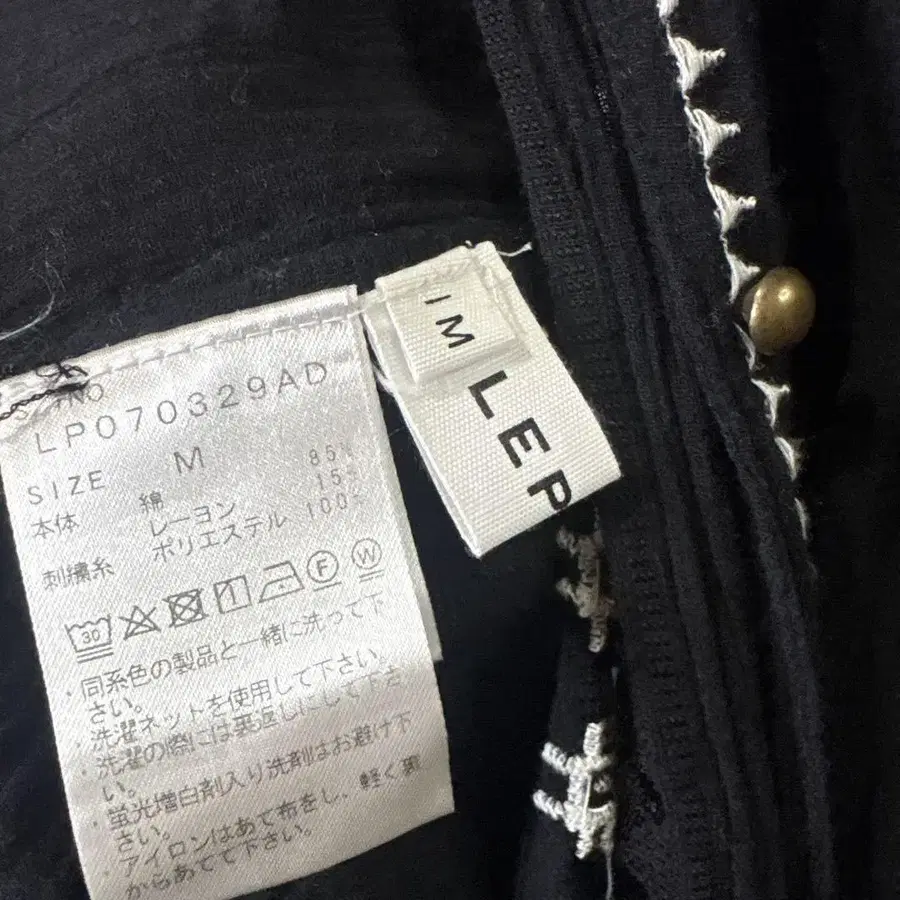 LP070329AD
SIZE M
本体 綿 85%
レーヨン 15%
刺繍糸 ポリエステル 100%
30 F W
・同系色の製品と一緒に洗って下
さい。
・洗濯ネットを使用して下さい。
・洗濯の際には裏返しにして下さ
い。
・蛍光増白剤入り洗剤はお避け下
さい。
・アイロンはあて布をし、軽く裏
からあてて下さい。
IM
LEP